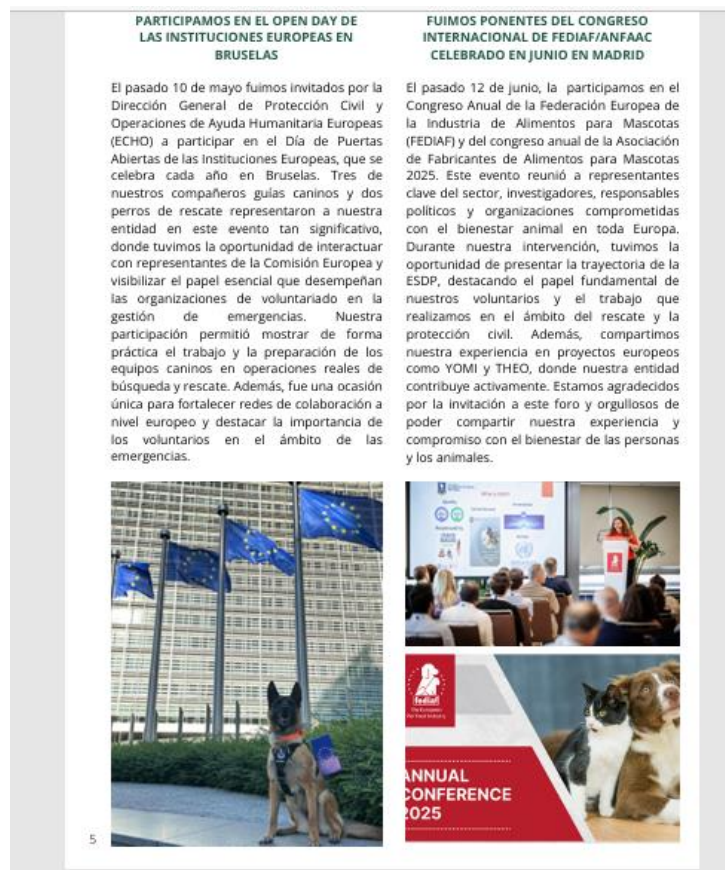 PARTICIPAMOS EN EL OPEN DAY DE
LAS INSTITUCIONES EUROPEAS EN
BRUSELAS
El pasado 10 de mayo fuimos invitados por la
Dirección General de Protección Civil y
Operaciones de Ayuda Humanitaria Europeas
(ECHO) a participar en el Día de Puertas
Abiertas de las Instituciones Europeas, que se
celebra cada año en Bruselas. Tres de
nuestros compañeros guías caninos y dos
perros de rescate representaron a nuestra
entidad en este evento tan significativo,
donde tuvimos la oportunidad de interactuar
con representantes de la Comisión Europea y
visibilizar el papel esencial que desempeñan
las organizaciones de voluntariado en la
gestión de emergencias. Nuestra
participación permitió mostrar de forma
práctica el trabajo y la preparación de los
equipos caninos en operaciones reales de
búsqueda y rescate. Además, fue una ocasión
única para fortalecer redes de colaboración a
nivel europeo y destacar la importancia de
los voluntarios en el ámbito de las
emergencias.
FUIMOS PONENTES DEL CONGRESO
INTERNACIONAL DE FEDIAF/ANFAAC
CELEBRADO EN JUNIO EN MADRID
El pasado 12 de junio, la participamos en el
Congreso Anual de la Federación Europea de
la Industria de Alimentos para Mascotas
(FEDIAF) y del congreso anual de la Asociación
de Fabricantes de Alimentos para Mascotas
2025. Este evento reunió a representantes
clave del sector, investigadores, responsables
políticos y organizaciones comprometidas
con el bienestar animal en toda Europa.
Durante nuestra intervención, tuvimos la
oportunidad de presentar la trayectoria de la
ESDP, destacando el papel fundamental de
nuestros voluntarios y el trabajo que
realizamos en el ámbito del rescate y la
protección civil. Además, compartimos
nuestra experiencia en proyectos europeos
como YOMI y THEO, donde nuestra entidad
contribuye activamente. Estamos agradecidos
por la invitación a este foro y orgullosos de
poder compartir nuestra experiencia y
compromiso con el bienestar de las personas
y los animales.
fediaf
The European
Pet Food Industry
ANNUAL
CONFERENCE
2025
5